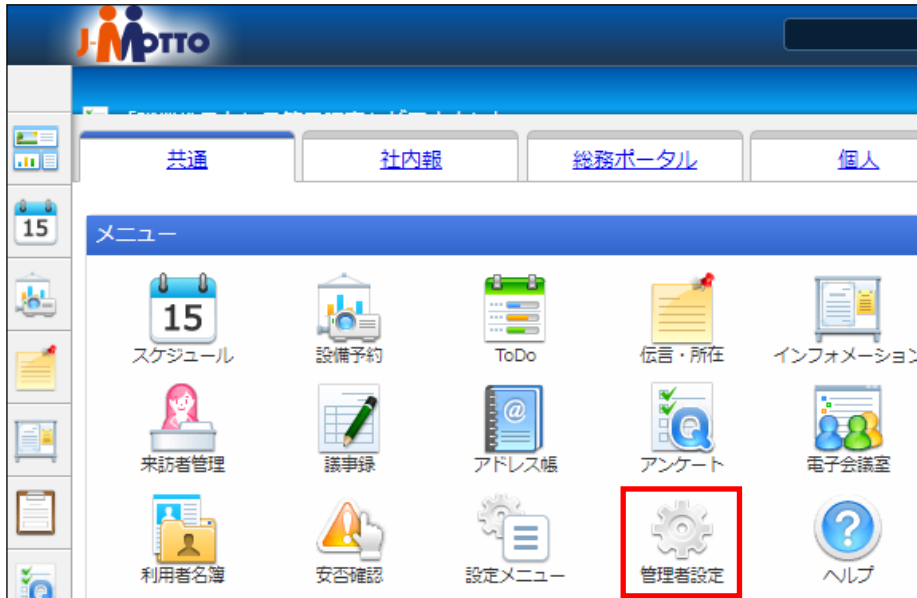 J-MOTTO
共通
社内報
総務ポータル
個人
15
メニュー
15
スケジュール
設備予約
ToDo
伝言・所在
インフォメーション
来訪者管理
議事録
アドレス帳
アンケート
電子会議室
利用者名簿
安否確認
設定メニュー
管理者設定
ヘルプ